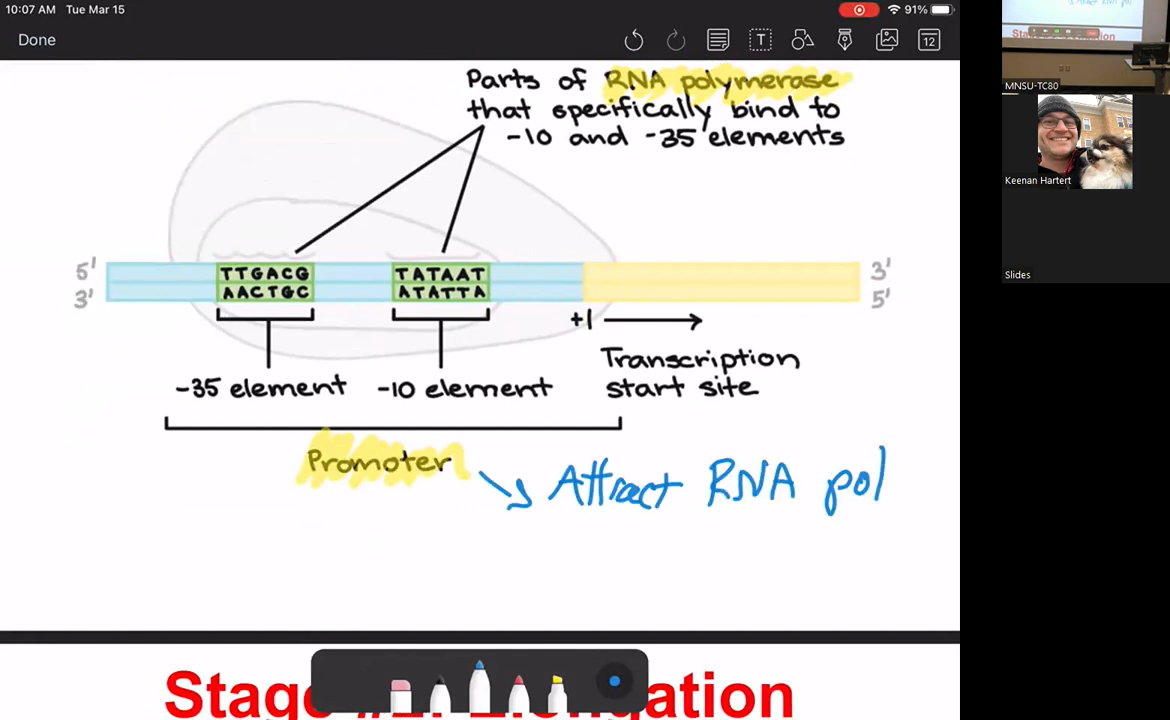 10:07 AM Tue Mar 15
91%
Done
T
12
Parts of RNA polymerase
that specifically bind to
-10 and -35 elements
5' TTGACG TATAAT 3'
3' AACTGC ATATTA 5'
+1
Transcription
start site
-35 element -10 element
Promoter
Attract RNA pol
MNSU-TC80
Keenan Hartert
Slides